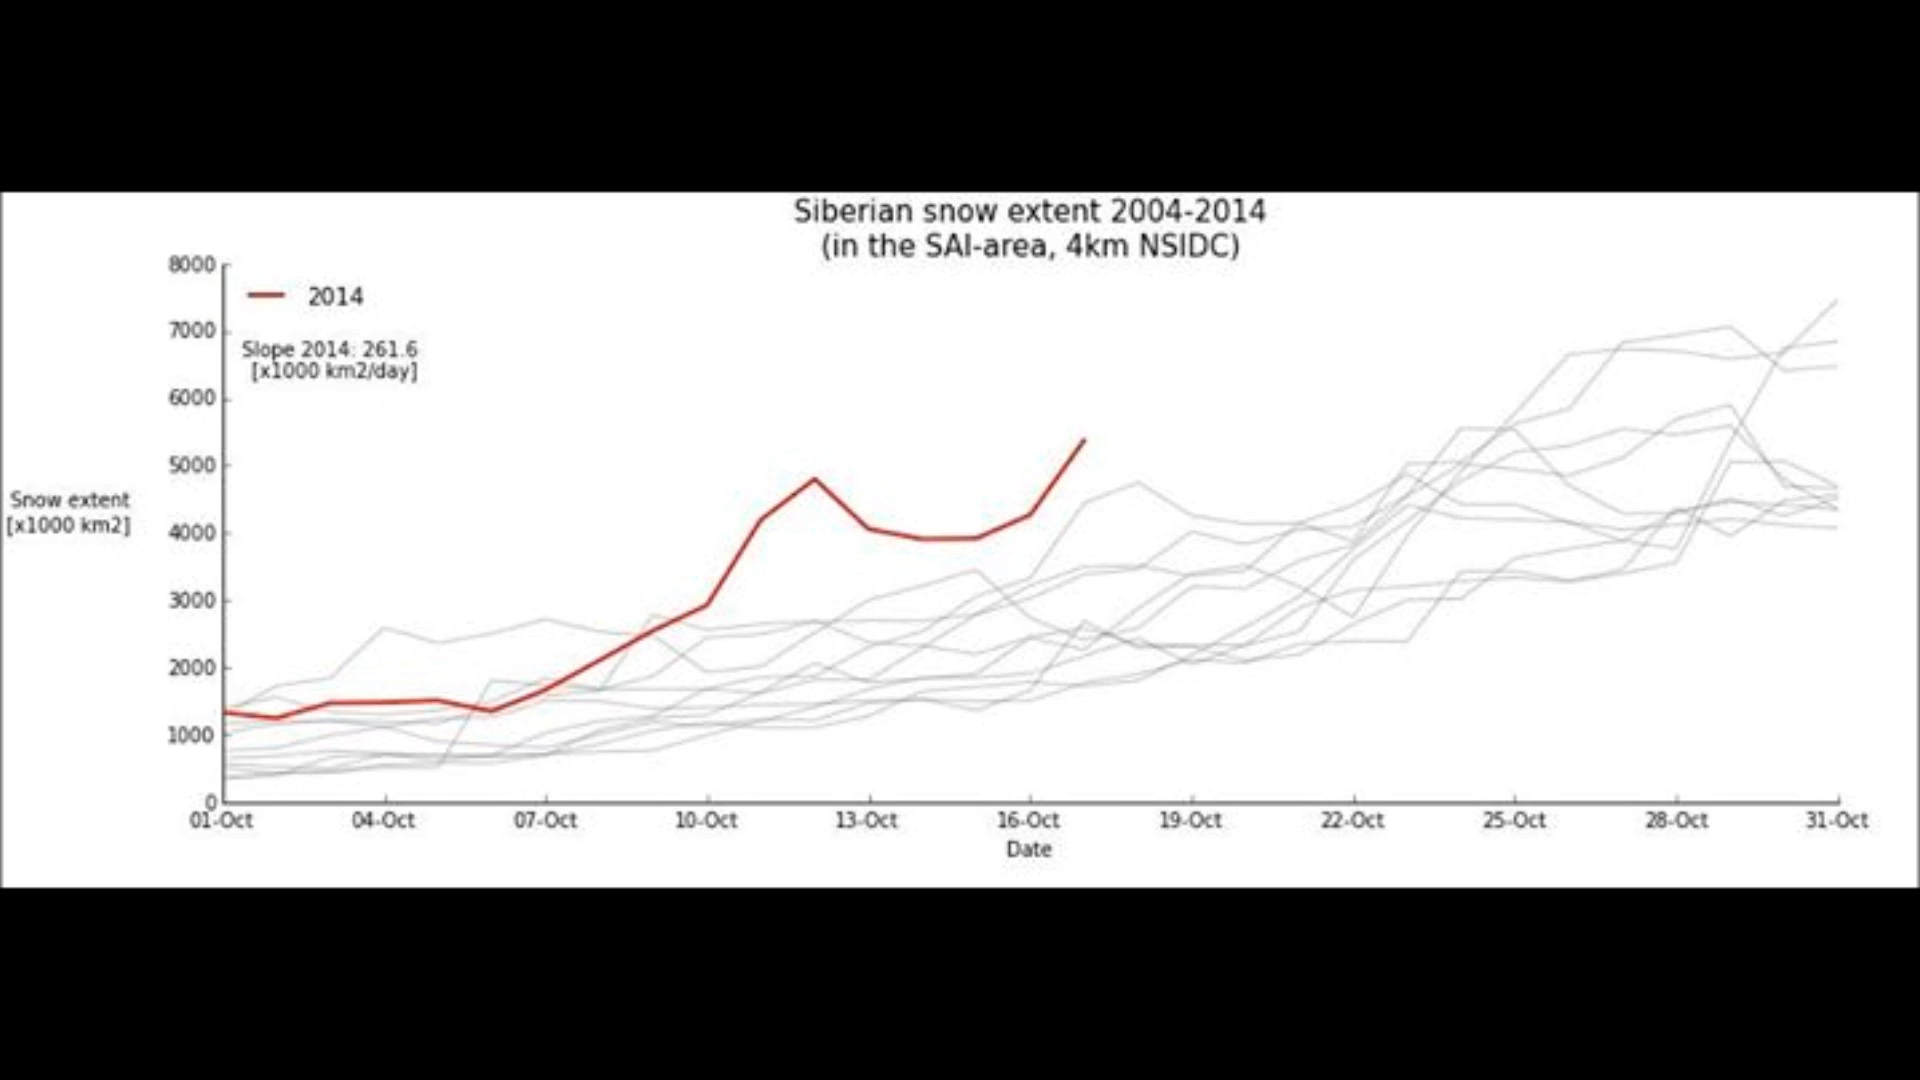 Siberian snow extent 2004-2014
(in the SAI-area, 4km NSIDC)
8000
2014
7000
Slope 2014: 261.6
[x1000 km2/day]
6000
5000
Snow extent
[x1000 km2]
4000
3000
2000
1000
0
01-Oct 04-Oct 07-Oct 10-Oct 13-Oct 16-Oct 19-Oct 22-Oct 25-Oct 28-Oct 31-Oct
Date